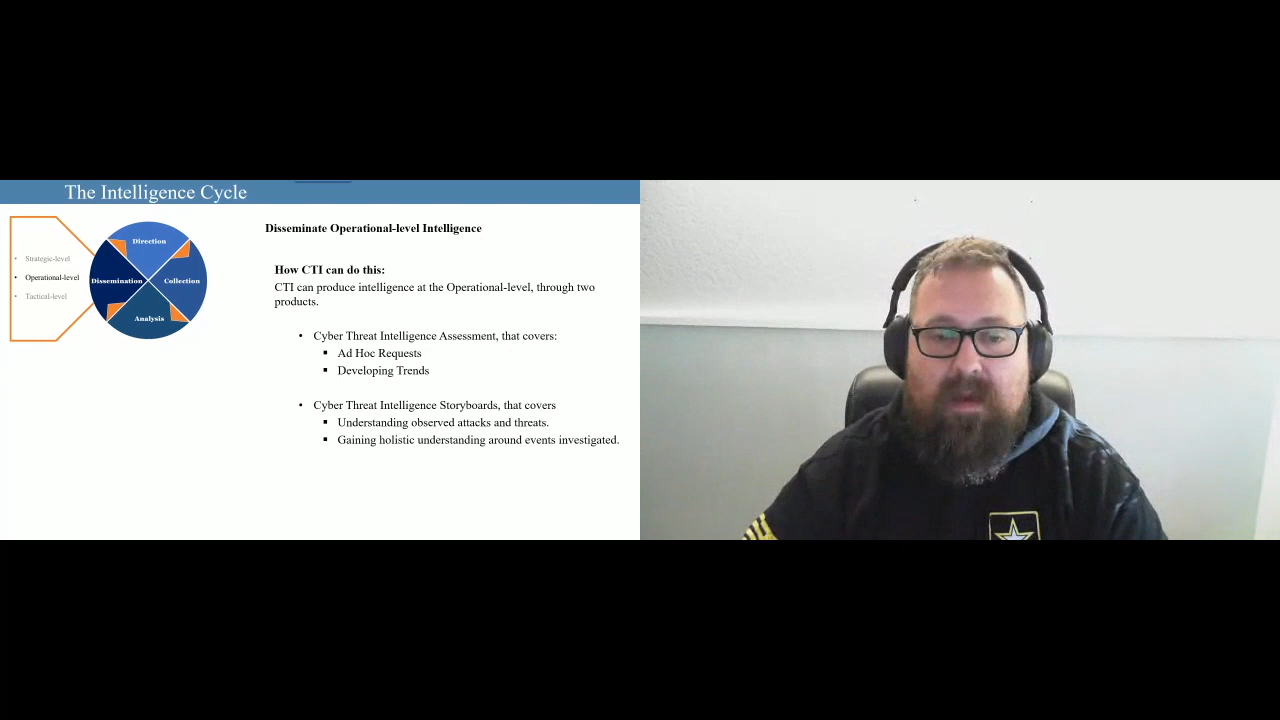 The Intelligence Cycle
• Strategic-level
• Operational-level
• Tactical-level
Direction
Dissemination
Collection
Analysis
Disseminate Operational-level Intelligence
How CTI can do this:
CTI can produce intelligence at the Operational-level, through two
products.
• Cyber Threat Intelligence Assessment, that covers:
▪ Ad Hoc Requests
▪ Developing Trends
• Cyber Threat Intelligence Storyboards, that covers
▪ Understanding observed attacks and threats.
▪ Gaining holistic understanding around events investigated.